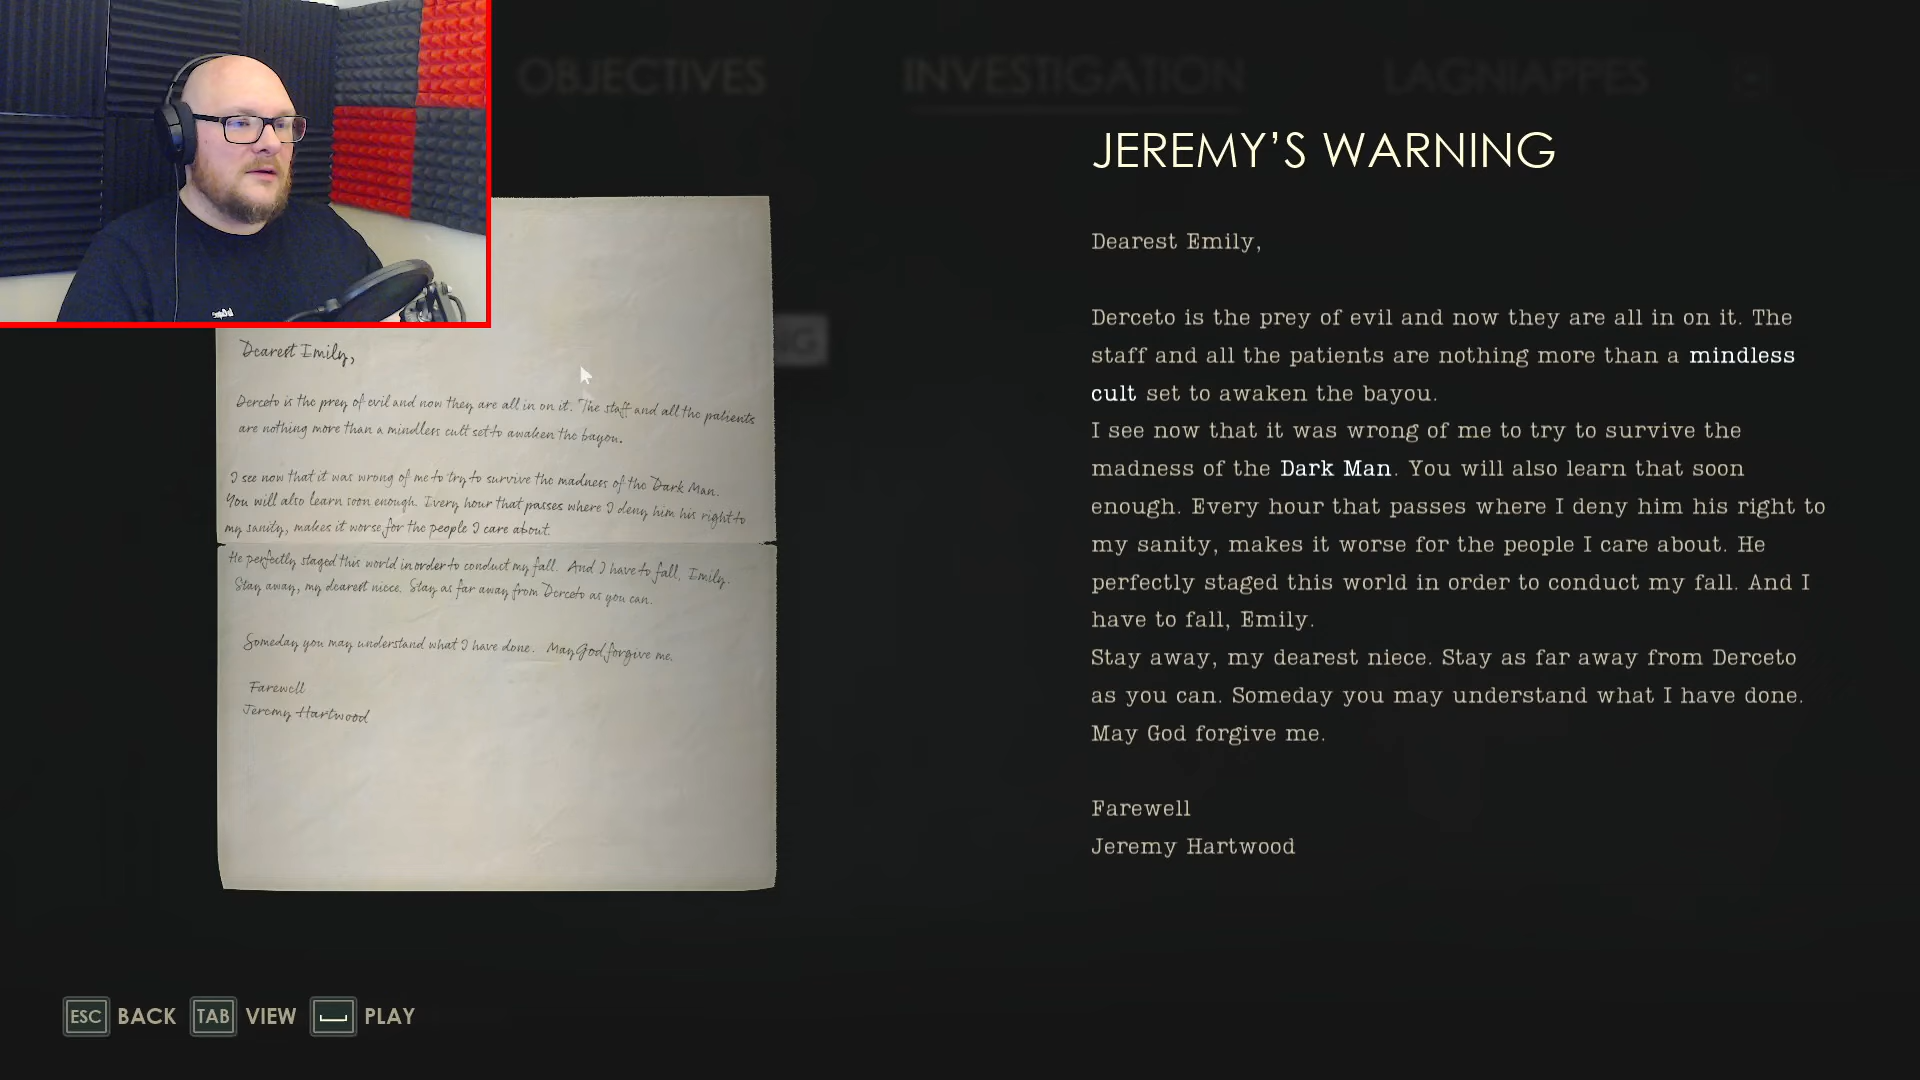 OBJECTIVES
INVESTIGATION
LAGNIAPPES
JEREMY'S WARNING
Dearest Emily,
Derceto is the prey of evil and now they are all in on it. The staff and all the patients
are nothing more than a mindless cult set to awaken the bayou.
I see now that it was wrong of me to try to survive the madness of the Dark Man.
You will also learn soon enough. Every hour that passes where I deny him his right to
my sanity, makes it worse for the people I care about.
He perfectly staged this world in order to conduct my fall. And I have to fall, Emily.
Stay away, my dearest niece. Stay as far away from Derceto as you can.
Someday you may understand what I have done. May God forgive me.
Farewell
Jeremy Hartwood
Dearest Emily,
Derceto is the prey of evil and now they are all in on it. The
staff and all the patients are nothing more than a mindless
cult set to awaken the bayou.
I see now that it was wrong of me to try to survive the
madness of the Dark Man. You will also learn that soon
enough. Every hour that passes where I deny him his right to
my sanity, makes it worse for the people I care about. He
perfectly staged this world in order to conduct my fall. And I
have to fall, Emily.
Stay away, my dearest niece. Stay as far away from Derceto
as you can. Someday you may understand what I have done.
May God forgive me.
Farewell
Jeremy Hartwood
ESC BACK TAB VIEW PLAY